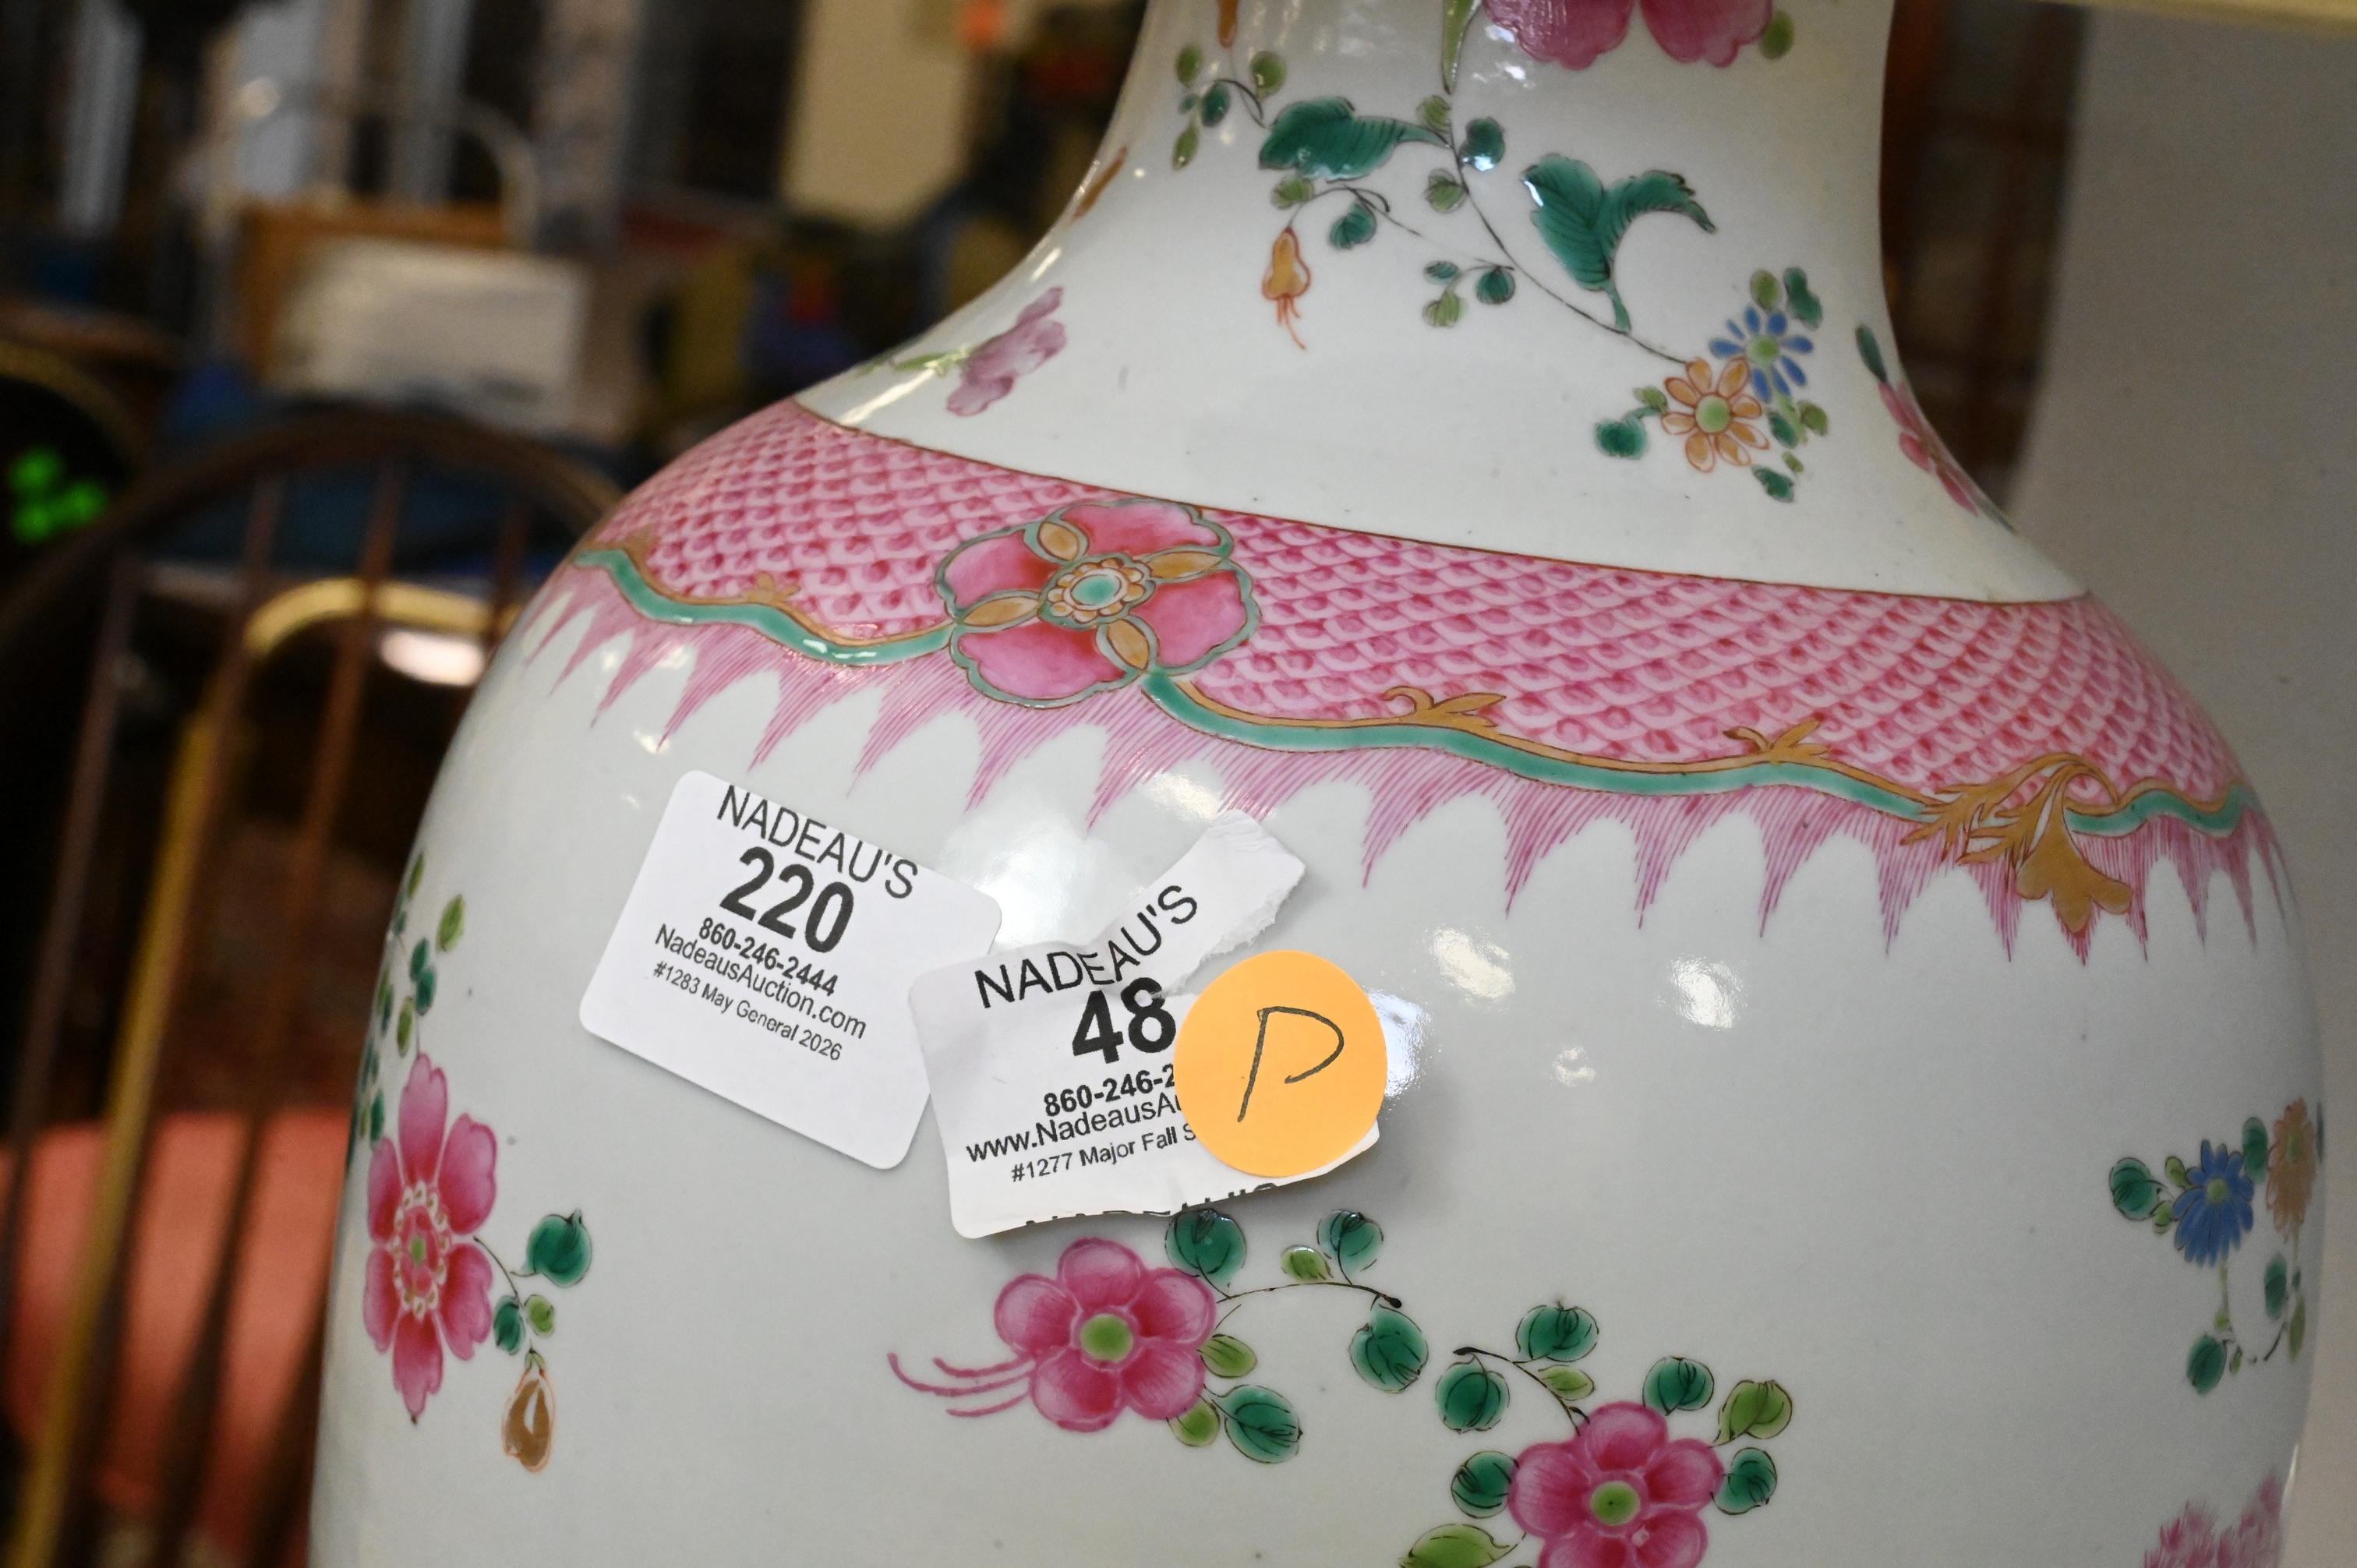 NADEAU'S
220
860-246-2444
NadeausAuction.com
#1283 May General 2026
NADEAU'S
48
860-246-2
www.NadeausAu
#1277 Major Fall S
P